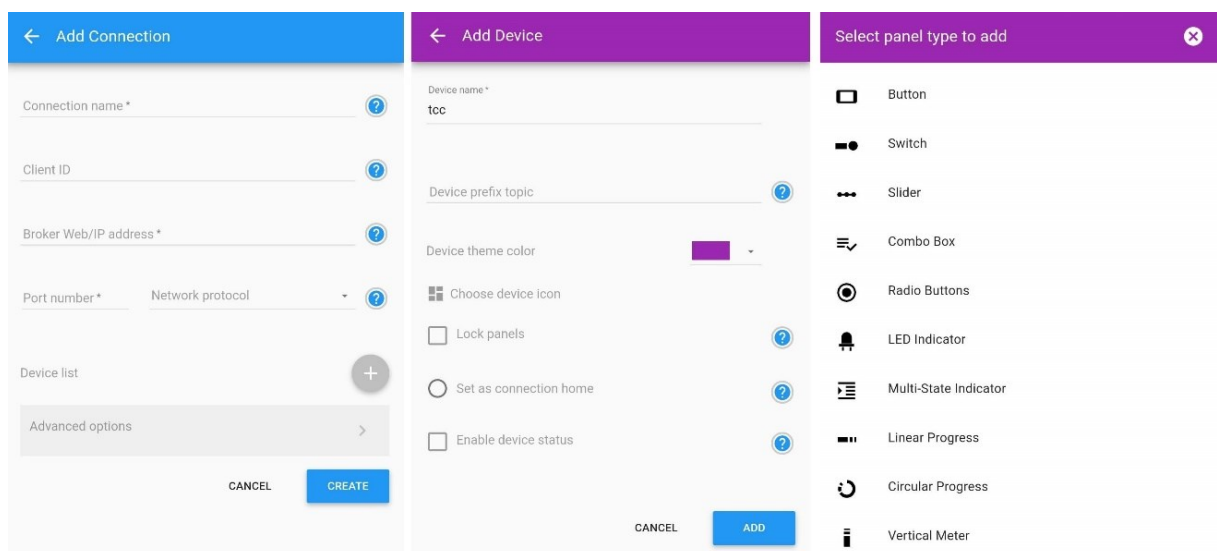 Add Connection
Connection name *
Client ID
Broker Web/IP address *
Port number * Network protocol
Device list
Advanced options
CANCEL CREATE
Add Device
Device name *
tcc
Device prefix topic
Device theme color
Choose device icon
Lock panels
Set as connection home
Enable device status
CANCEL ADD
Select panel type to add
Button
Switch
Slider
Combo Box
Radio Buttons
LED Indicator
Multi-State Indicator
Linear Progress
Circular Progress
Vertical Meter